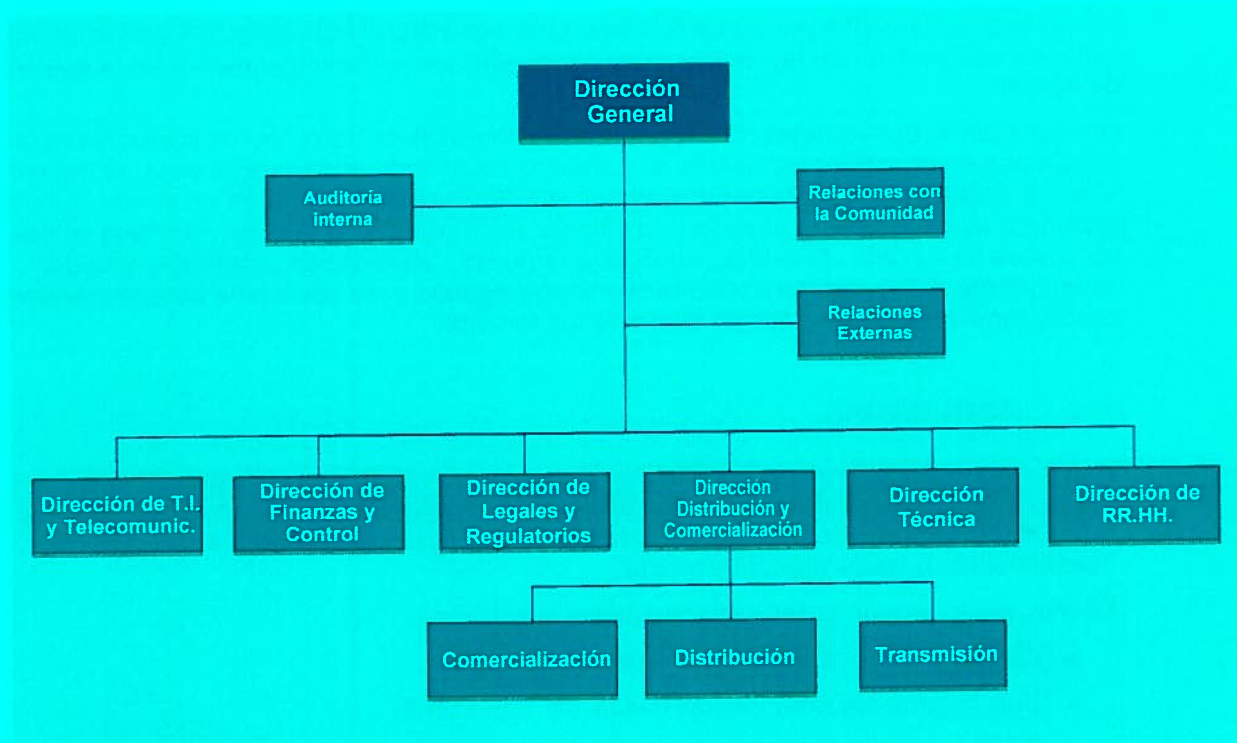 Dirección
General
Auditoría
interna
Relaciones con
la Comunidad
Relaciones
Externas
Dirección de T.I.
y Telecomunic.
Dirección de
Finanzas y
Control
Dirección de
Legales y
Regulatorios
Dirección
Distribución y
Comercialización
Dirección
Técnica
Dirección de
RR.HH.
Comercialización
Distribución
Transmisión